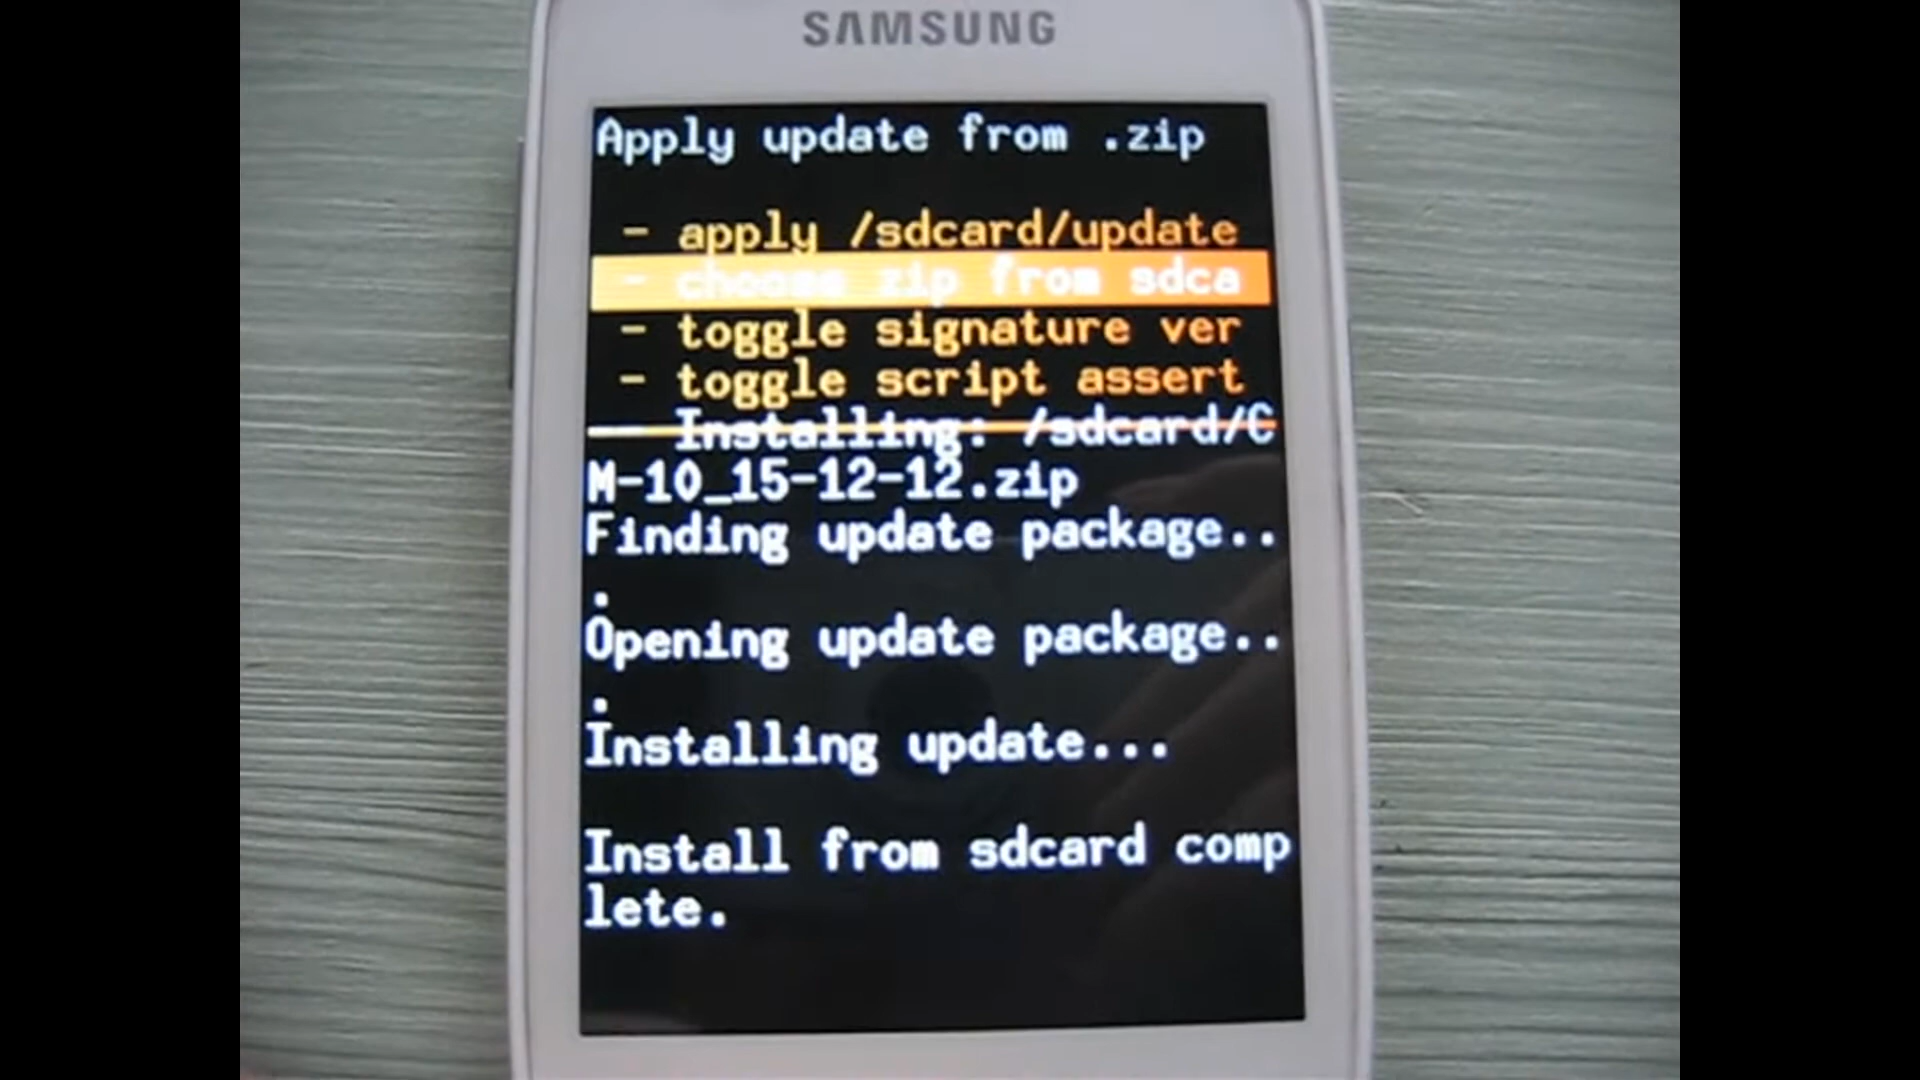 SAMSUNG
Apply update from .zip
- apply /sdcard/update
- choose zip from sdca
- toggle signature ver
- toggle script assert
-- Installing: /sdcard/C
M-10_15-12-12.zip
Finding update package..
.
Opening update package..
.
Installing update...
Install from sdcard comp
lete.